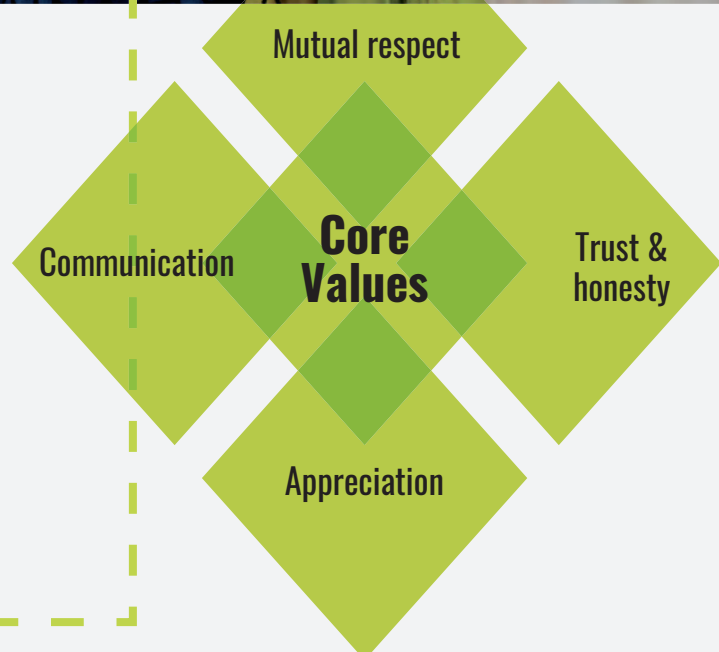 Mutual respect
Communication
Core
Values
Trust &
honesty
Appreciation